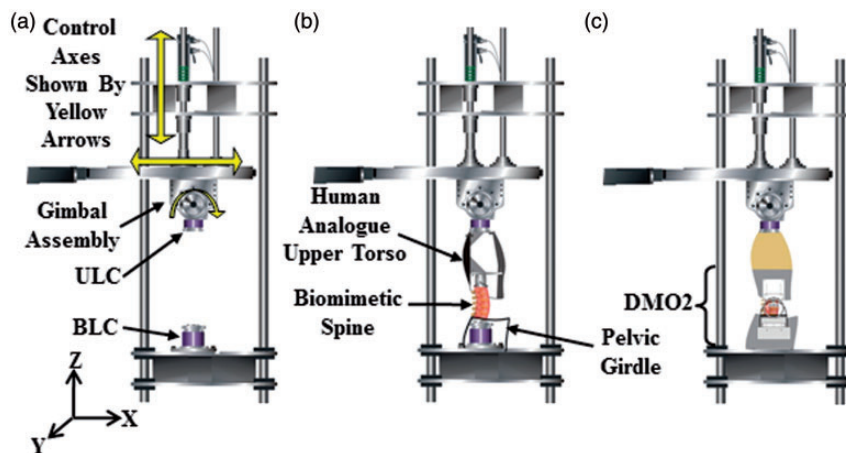 (a)
Control
Axes
Shown By
Yellow
Arrows
Gimbal
Assembly
ULC
BLC
Z
X
Y
(b)
Human
Analogue
Upper Torso
Biomimetic
Spine
Pelvic
Girdle
(c)
DMO2